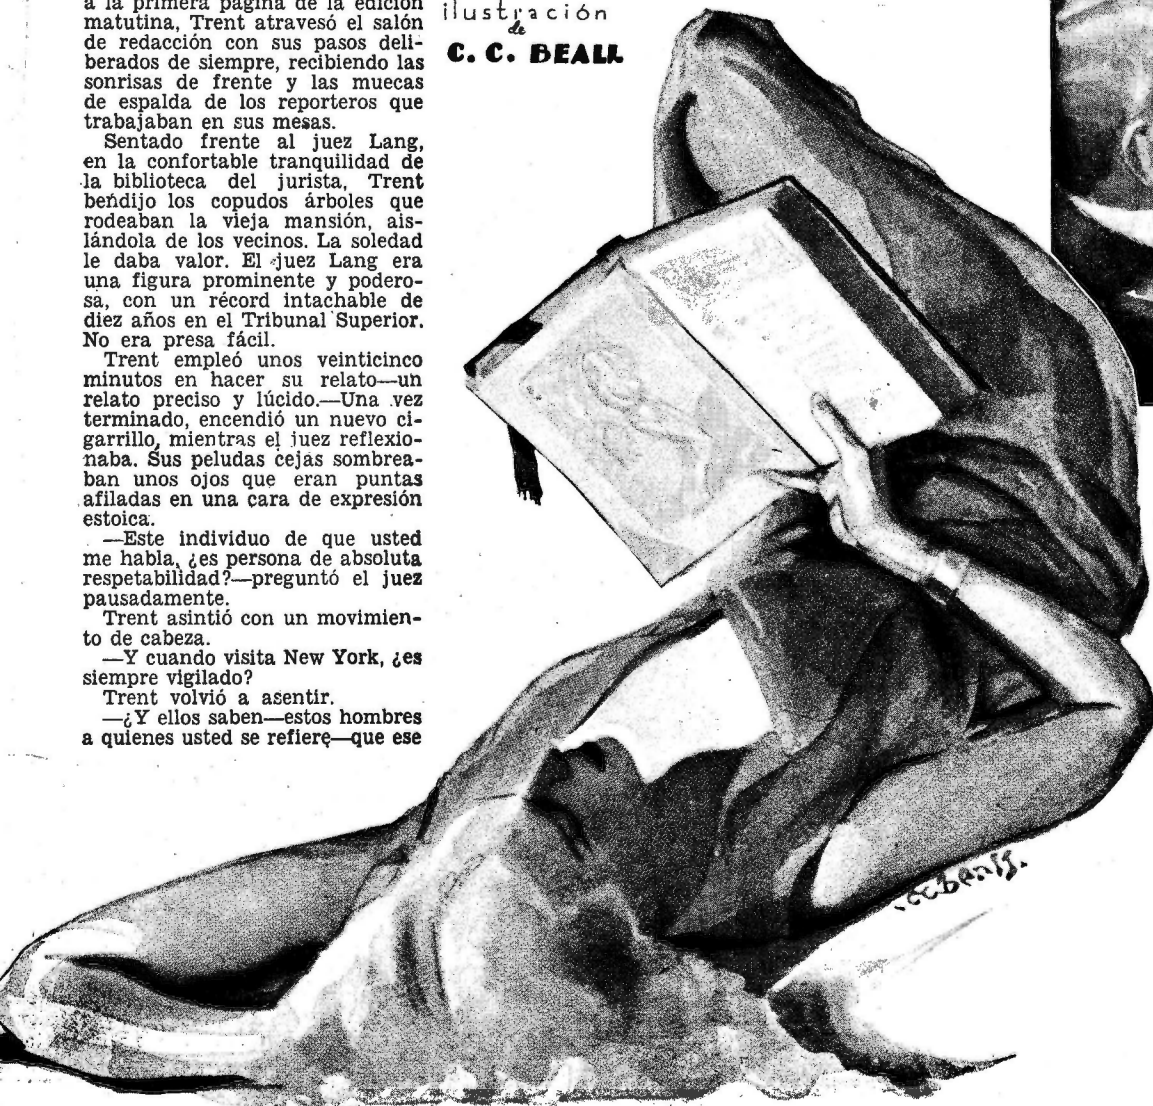 a la primera página de la edición
matutina, Trent atravesó el salón
de redacción con sus pasos deli-
berados de siempre, recibiendo las
sonrisas de frente y las muecas
de espalda de los reporteros que
trabajaban en sus mesas.
Sentado frente al juez Lang,
en la confortable tranquilidad de
la biblioteca del jurista, Trent
bendijo los copudos árboles que
rodeaban la vieja mansión, ais-
lándola de los vecinos. La soledad
le daba valor. El juez Lang era
una figura prominente y podero-
sa, con un récord intachable de
diez años en el Tribunal Superior.
No era presa fácil.
Trent empleó unos veinticinco
minutos en hacer su relato—un
relato preciso y lúcido.—Una vez
terminado, encendió un nuevo ci-
garrillo, mientras el juez reflexio-
naba. Sus peludas cejas sombrea-
ban unos ojos que eran puntas
afiladas en una cara de expresión
estoica.
—Este individuo de que usted
me habla, ¿es persona de absoluta
respetabilidad?—preguntó el juez
pausadamente.
Trent asintió con un movimien-
to de cabeza.
—Y cuando visita New York, ¿es
siempre vigilado?
Trent volvió a asentir.
—¿Y ellos saben—estos hombres
a quienes usted se refiere—que ese
ilustración
de
C. C. BEALL
CCBeall.